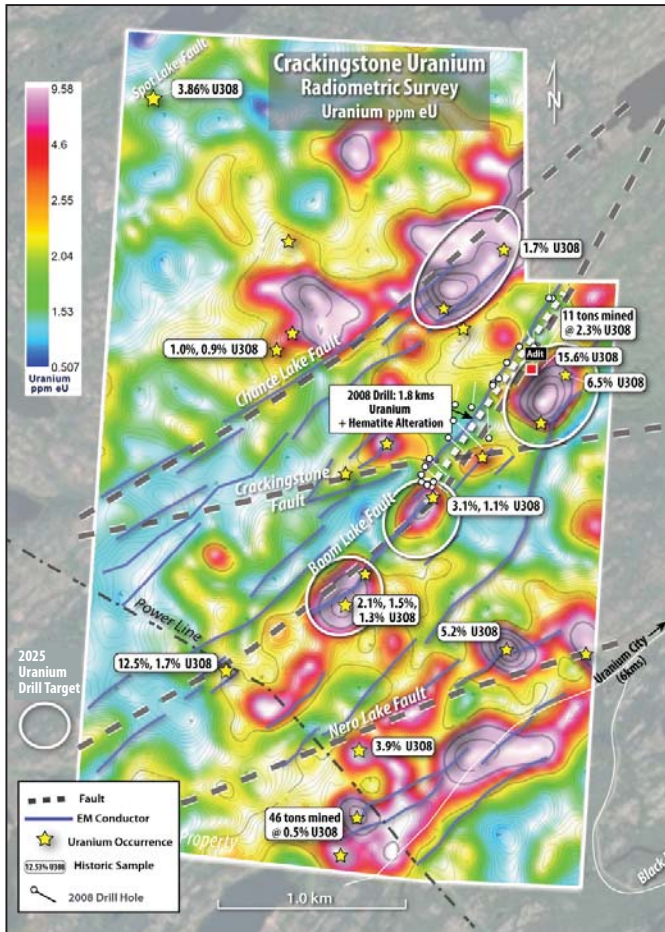 Crackingstone Uranium
Radiometric Survey
Uranium ppm eU
N
9.58
4.6
2.55
2.04
1.53
0.507
Uranium
ppm eU
Spot Lake Fault
3.86% U308
1.7% U308
11 tons mined
@ 2.3% U308
Adit
15.6% U308
6.5% U308
1.0%, 0.9% U308
Chance Lake Fault
2008 Drill: 1.8 kms
Uranium
+ Hematite Alteration
Crackingstone
Fault
Boom Lake Fault
3.1%, 1.1% U308
2.1%, 1.5%,
1.3% U308
Power Line
5.2% U308
Uranium City
(6kms)
12.5%, 1.7% U308
2025
Uranium
Drill Target
Nero Lake Fault
3.9% U308
46 tons mined
@ 0.5% U308
Property
Black
Fault
EM Conductor
Uranium Occurrence
12.53% U308
Historic Sample
2008 Drill Hole
1.0 km